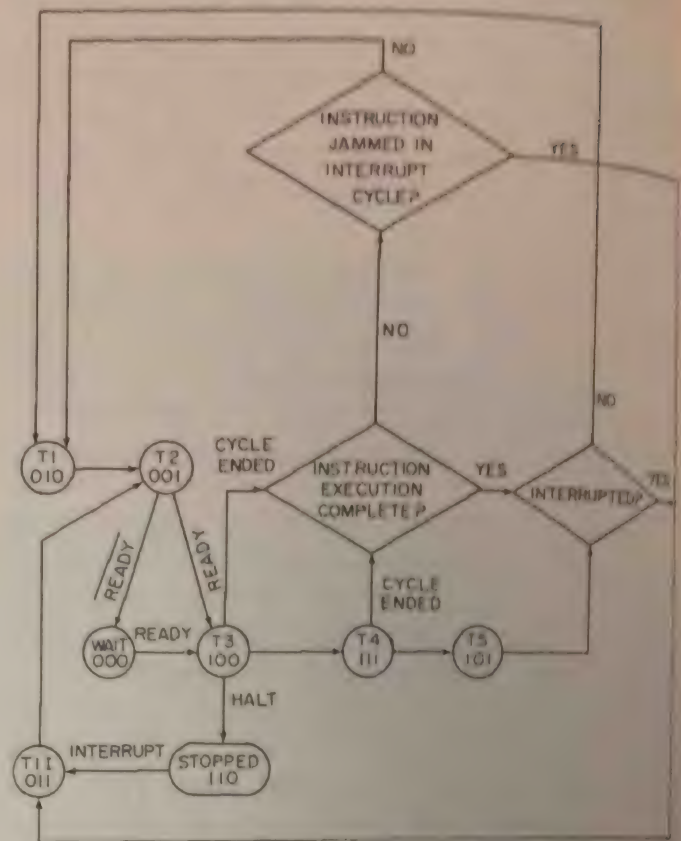 NO
INSTRUCTION
JAMMED IN
INTERRUPT
CYCLE?
YES
NO
NO
T1
010
T2
001
CYCLE
ENDED
INSTRUCTION
EXECUTION
COMPLETE?
YES
INTERRUPTED?
YES
READY
READY
CYCLE
ENDED
WAIT
000
READY
T3
100
T4
111
T5
101
HALT
T1I
011
INTERRUPT
STOPPED
110